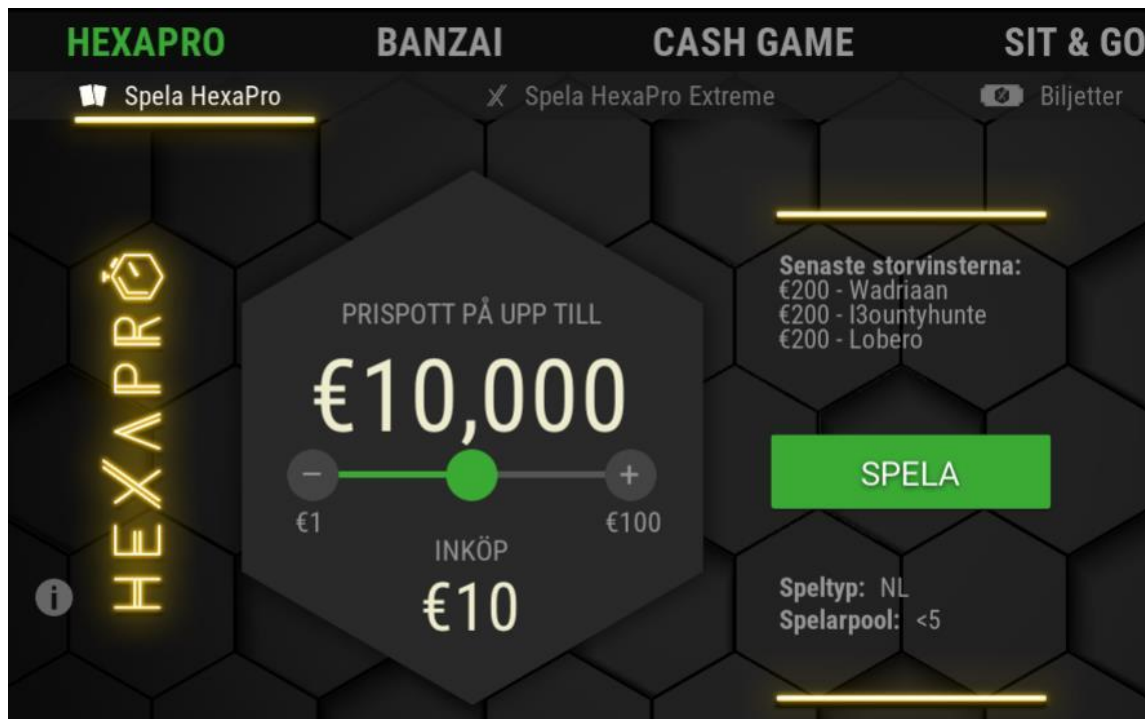 HEXAPRO BANZAI CASH GAME SIT & GO
Spela HexaPro Spela HexaPro Extreme Biljetter
HEXAPRO
PRISPOTT PÅ UPP TILL
€10,000
€1 €100
INKÖP
€10
Senaste storvinsterna:
€200 - Wadriaan
€200 - l3ountyhunte
€200 - Lobero
SPELA
Speltyp: NL
Spelarpool: <5